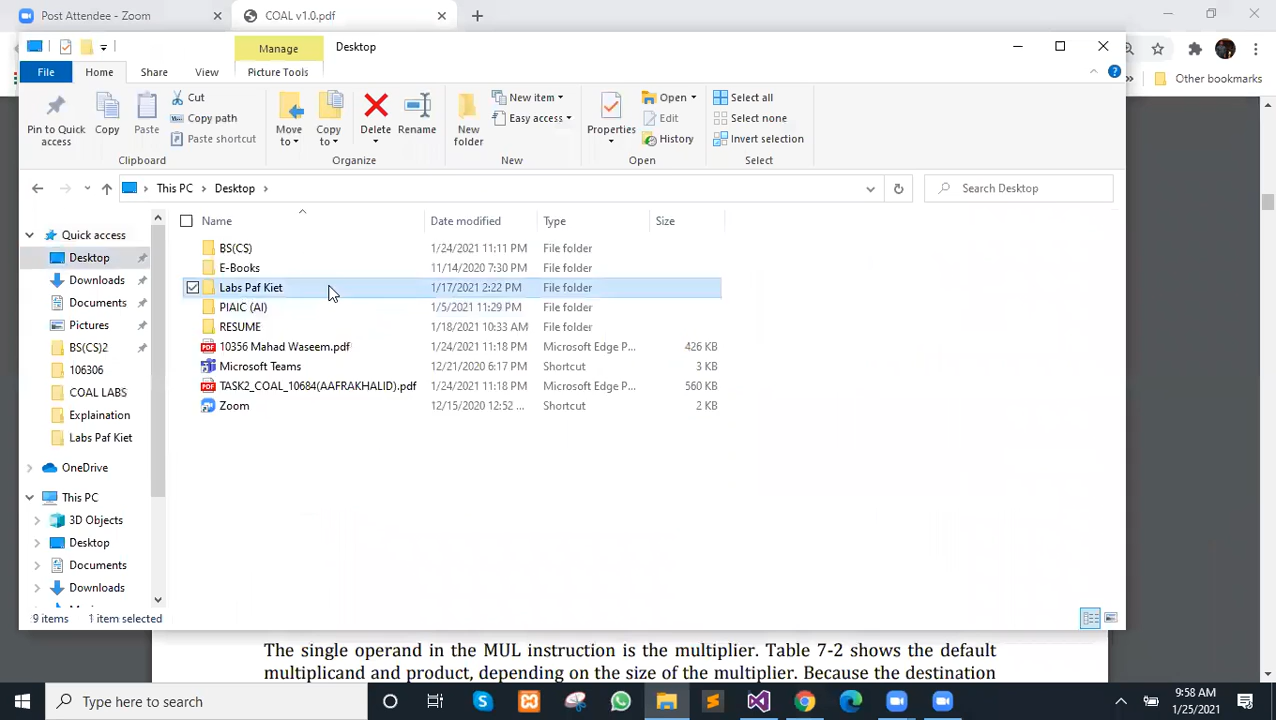 Post Attendee - Zoom
COAL v1.0.pdf
Manage
Desktop
File
Home
Share
View
Picture Tools
Other bookmarks
Pin to Quick access
Copy
Paste
Cut
Copy path
Paste shortcut
Clipboard
Move to
Copy to
Delete
Rename
Organize
New folder
New item
Easy access
New
Properties
Open
Edit
History
Open
Select all
Select none
Invert selection
Select
This PC
Desktop
Search Desktop
Name
Date modified
Type
Size
BS(CS) 1/24/2021 11:11 PM File folder
E-Books 11/14/2020 7:30 PM File folder
Labs Paf Kiet 1/17/2021 2:22 PM File folder
PIAIC (AI) 1/5/2021 11:29 PM File folder
RESUME 1/18/2021 10:33 AM File folder
10356 Mahad Waseem.pdf 1/24/2021 11:18 PM Microsoft Edge P... 426 KB
Microsoft Teams 12/21/2020 6:17 PM Shortcut 3 KB
TASK2_COAL_10684(AAFRAKHALID).pdf 1/24/2021 11:18 PM Microsoft Edge P... 560 KB
Zoom 12/15/2020 12:52 ... Shortcut 2 KB
Quick access
Desktop
Downloads
Documents
Pictures
BS(CS)2
106306
COAL LABS
Explaination
Labs Paf Kiet
OneDrive
This PC
3D Objects
Desktop
Documents
Downloads
9 items 1 item selected
The single operand in the MUL instruction is the multiplier. Table 7-2 shows the default
multiplicand and product, depending on the size of the multiplier. Because the destination
Type here to search
9:58 AM
1/25/2021